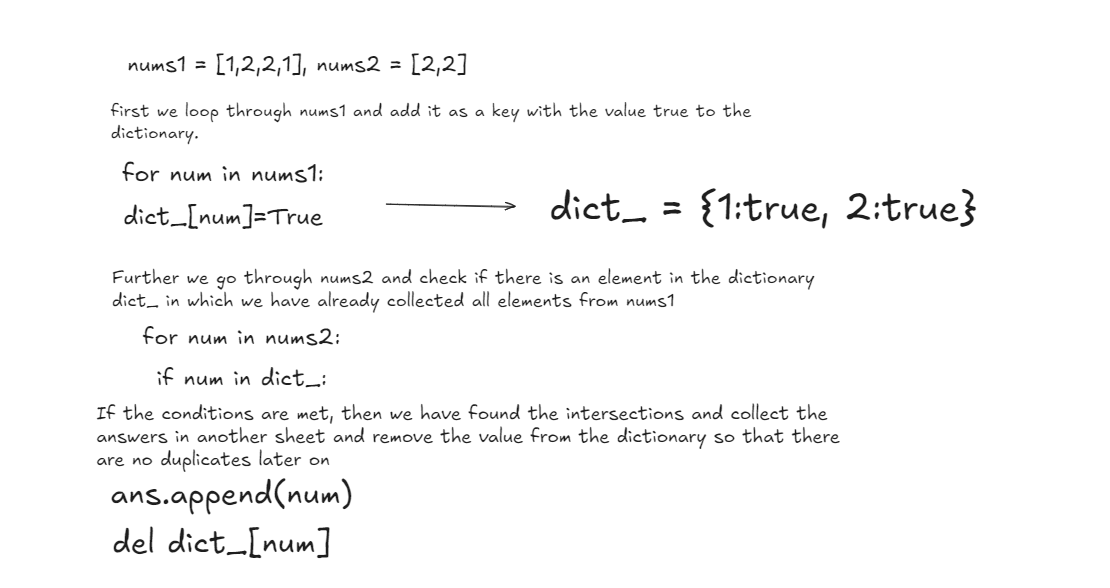 nums1 = [1,2,2,1], nums2 = [2,2]
first we loop through nums1 and add it as a key with the value true to the
dictionary.
for num in nums1:
dict_[num]=True
dict_ = {1:true, 2:true}
Further we go through nums2 and check if there is an element in the dictionary
dict_ in which we have already collected all elements from nums1
for num in nums2:
if num in dict_:
If the conditions are met, then we have found the intersections and collect the
answers in another sheet and remove the value from the dictionary so that there
are no duplicates later on
ans.append(num)
del dict_[num]